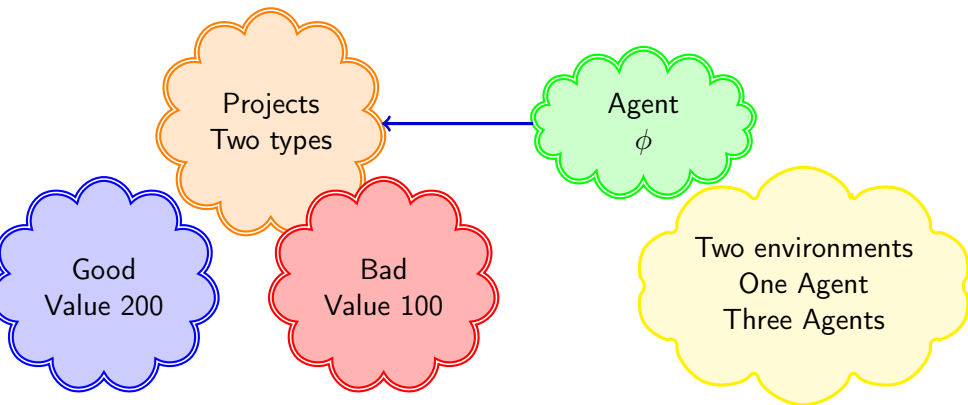 Projects
Two types
Agent
ϕ
Good
Value 200
Bad
Value 100
Two environments
One Agent
Three Agents